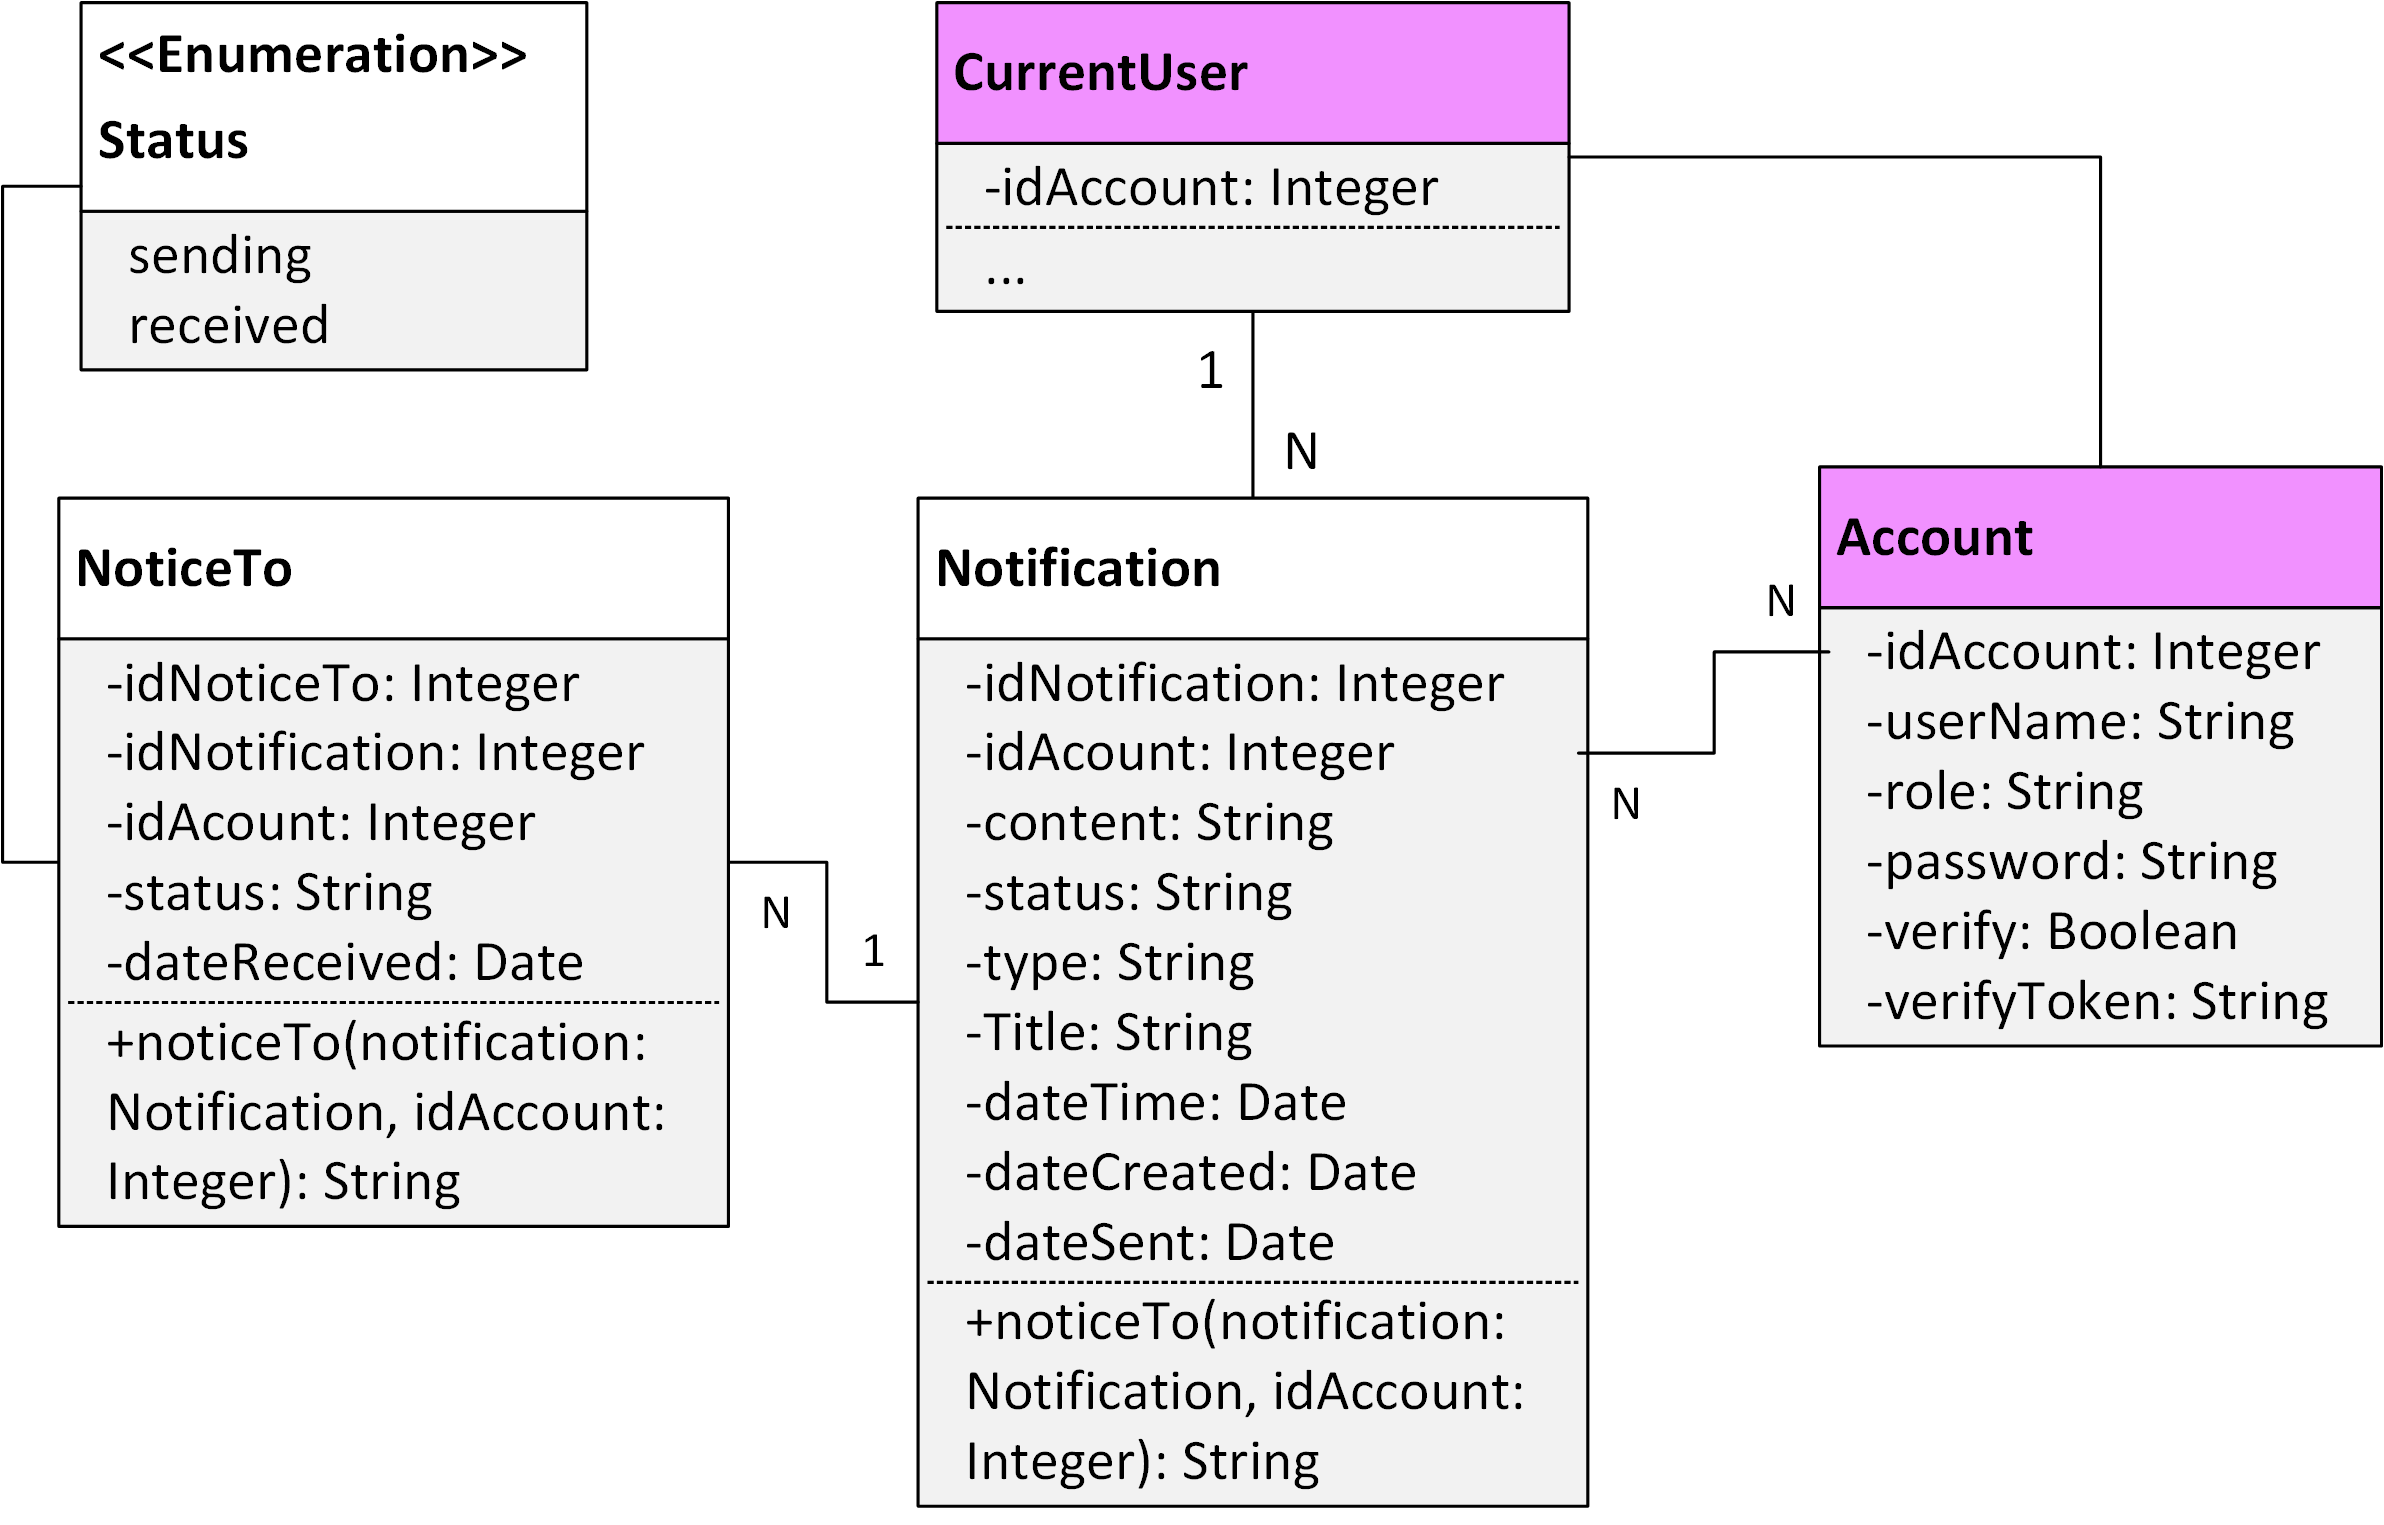 <<Enumeration>>
Status
sending
received
CurrentUser
-idAccount: Integer
...
1
N
NoticeTo
-idNoticeTo: Integer
-idNotification: Integer
-idAcount: Integer
-status: String
-dateReceived: Date
+noticeTo(notification:
Notification, idAccount:
Integer): String
N
1
Notification
-idNotification: Integer
-idAcount: Integer
-content: String
-status: String
-type: String
-Title: String
-dateTime: Date
-dateCreated: Date
-dateSent: Date
+noticeTo(notification:
Notification, idAccount:
Integer): String
N
N
Account
-idAccount: Integer
-userName: String
-role: String
-password: String
-verify: Boolean
-verifyToken: String